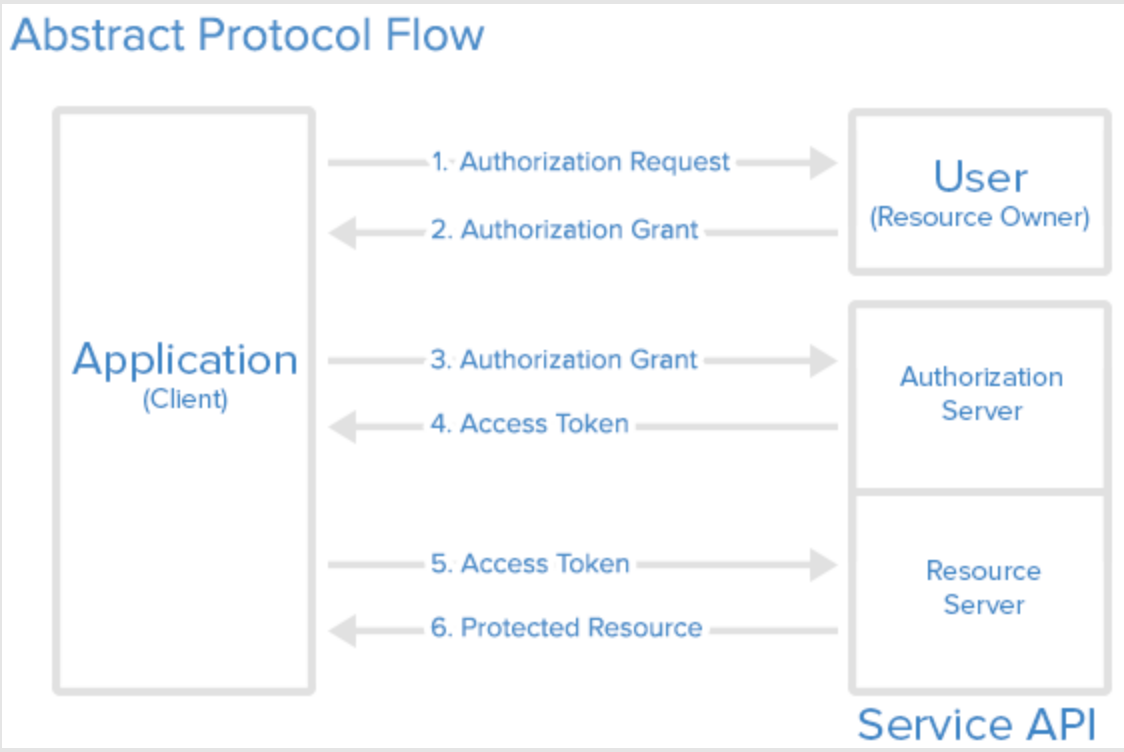 Abstract Protocol Flow
1. Authorization Request
User
(Resource Owner)
2. Authorization Grant
Application
(Client)
3. Authorization Grant
Authorization
Server
4. Access Token
5. Access Token
Resource
Server
6. Protected Resource
Service API